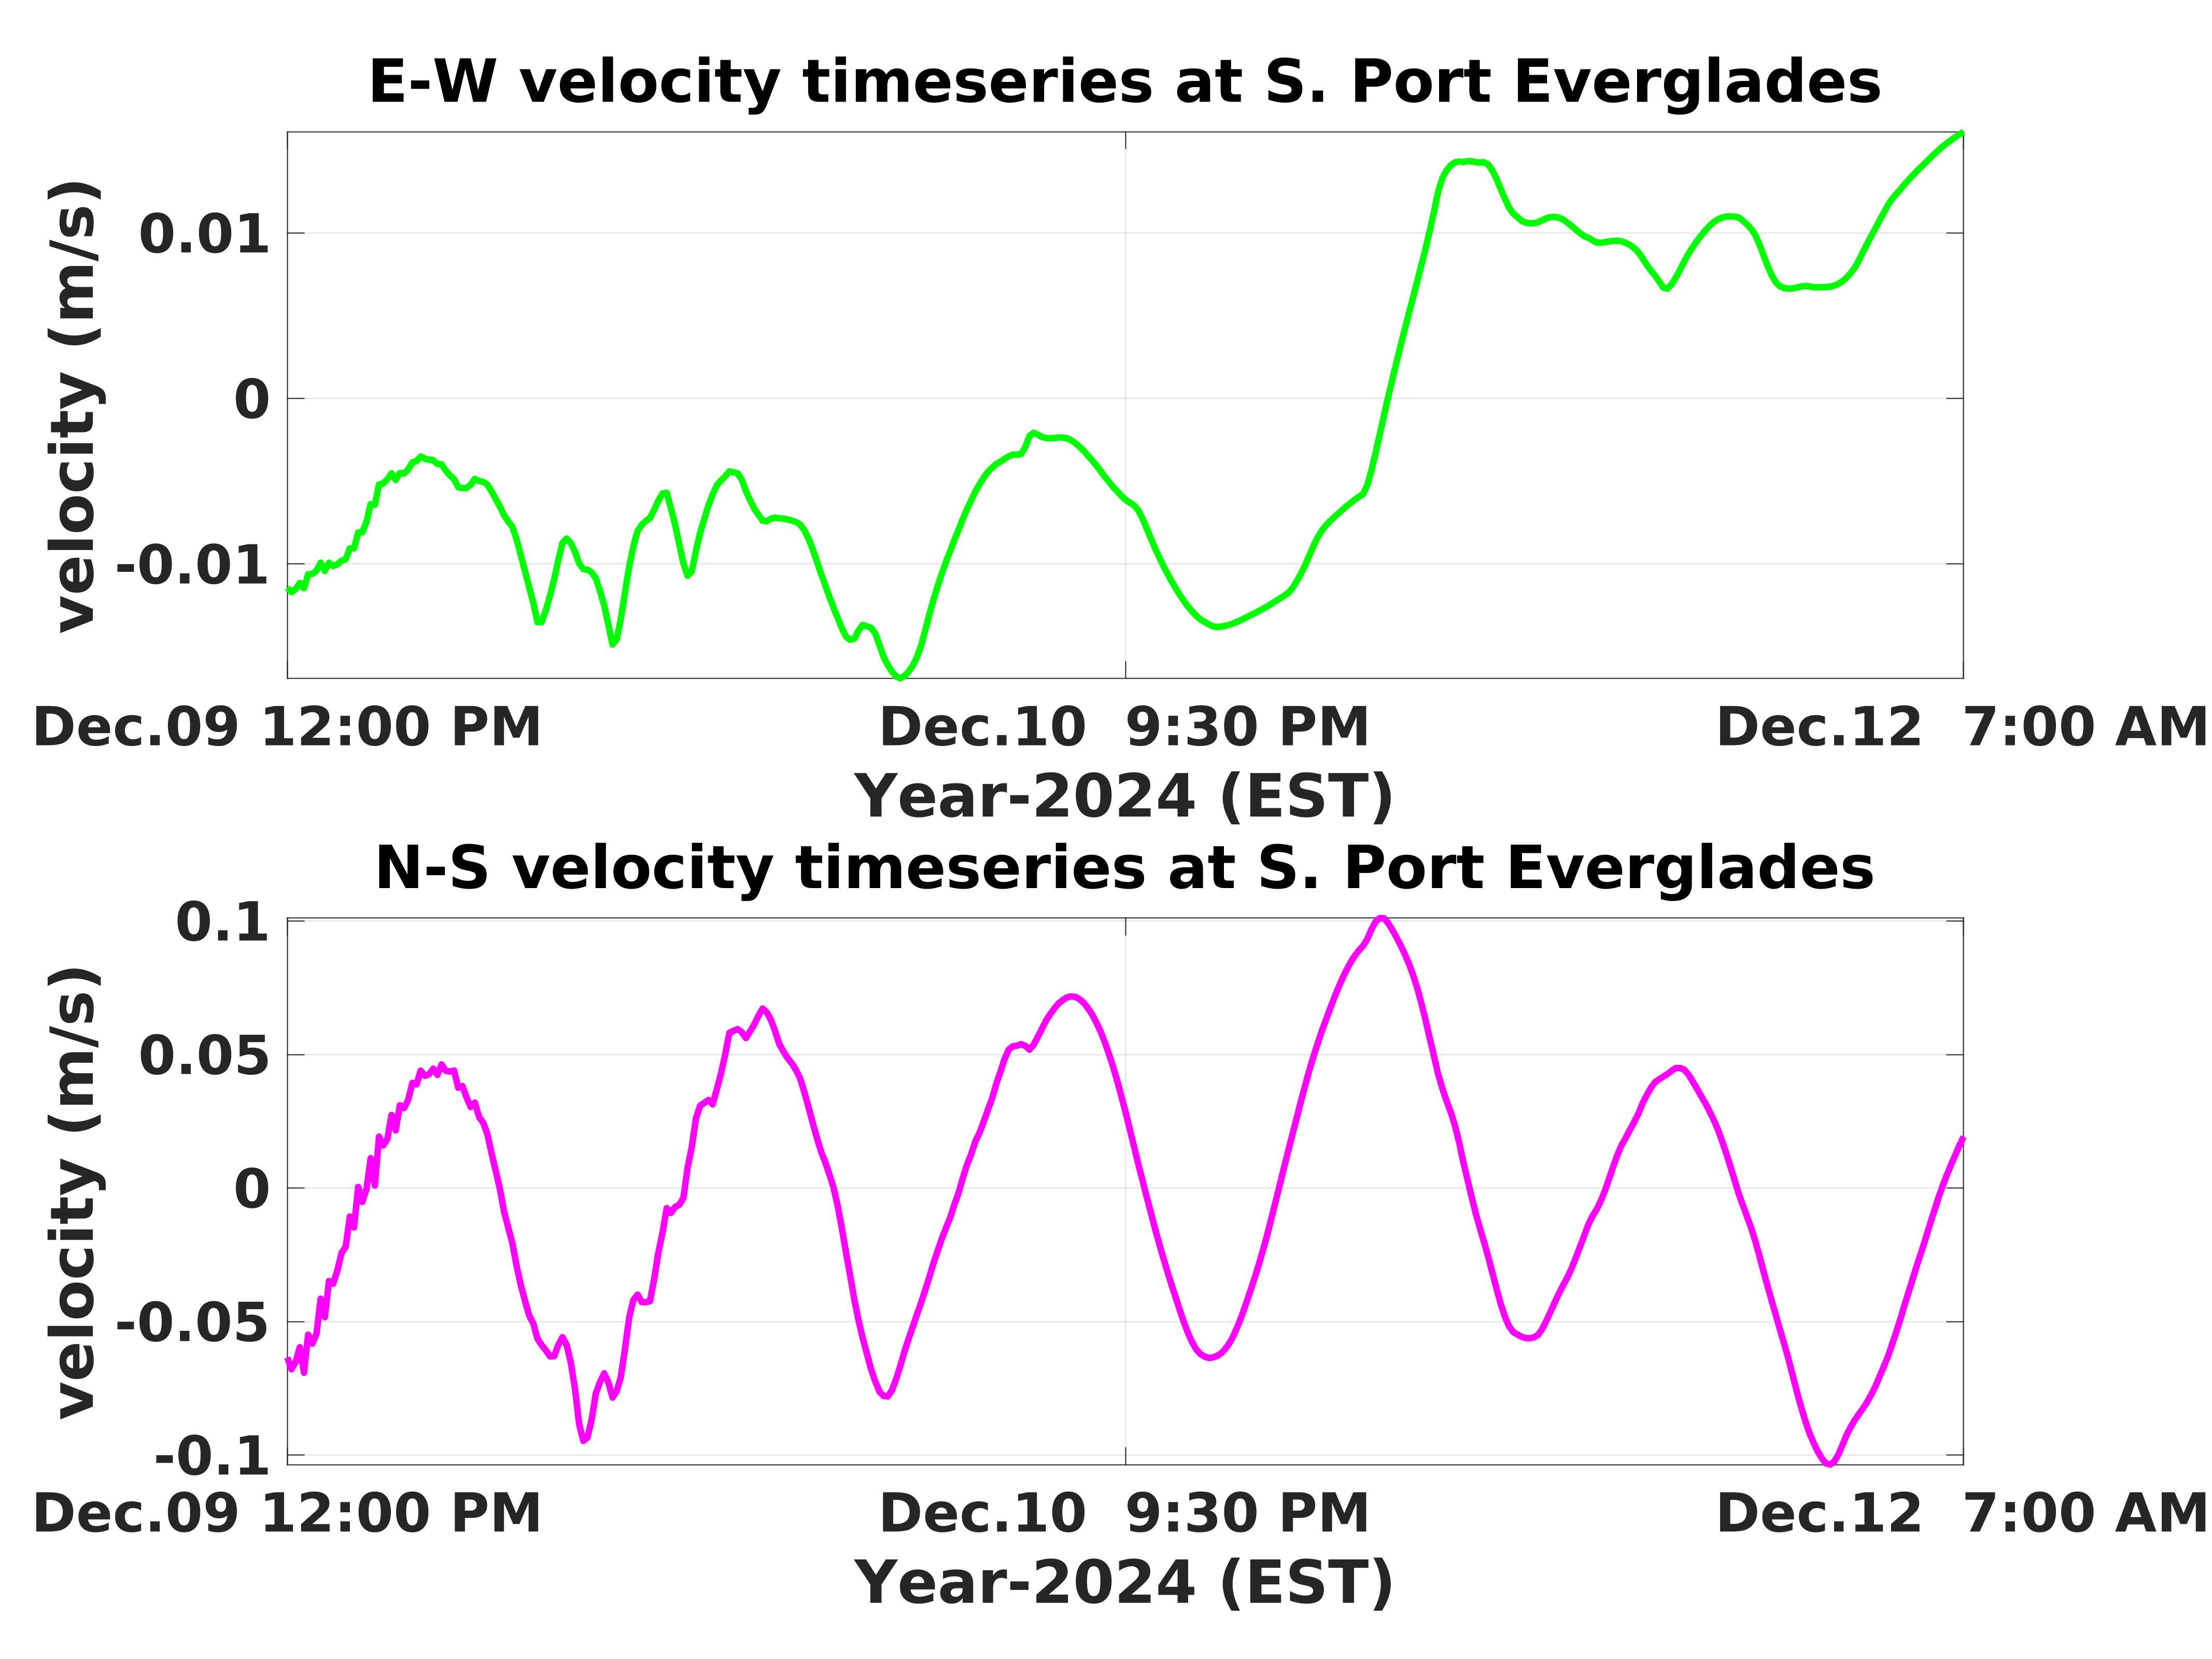 E-W velocity timeseries at S. Port Everglades
velocity (m/s)
0.01
0
-0.01
Dec.09 12:00 PM
Dec.10  9:30 PM
Dec.12  7:00 AM
Year-2024 (EST)
N-S velocity timeseries at S. Port Everglades
velocity (m/s)
0.1
0.05
0
-0.05
-0.1
Dec.09 12:00 PM
Dec.10  9:30 PM
Dec.12  7:00 AM
Year-2024 (EST)